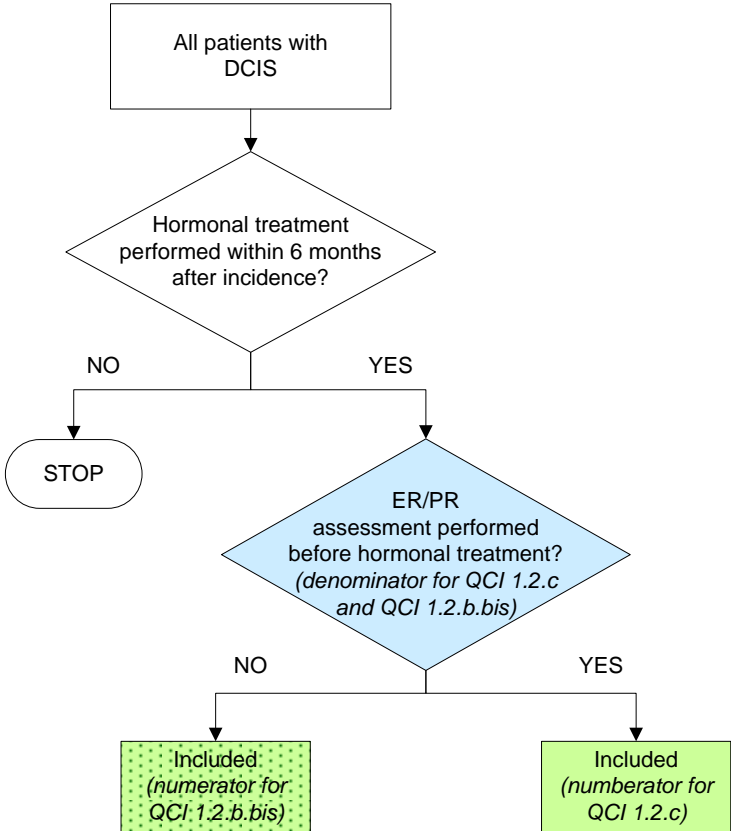 All patients with
DCIS
Hormonal treatment
performed within 6 months
after incidence?
NO
YES
STOP
ER/PR
assessment performed
before hormonal treatment?
(denominator for QCI 1.2.c
and QCI 1.2.b.bis)
NO
YES
Included
(numerator for
QCI 1.2.b.bis)
Included
(numberator for
QCI 1.2.c)